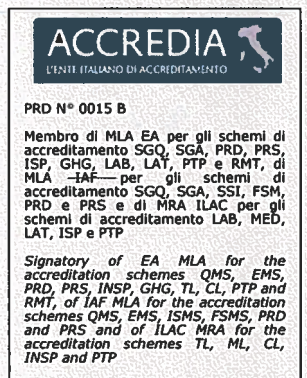 ACCREDIA
L'ENTE ITALIANO DI ACCREDITAMENTO
PRD N° 0015 B
Membro di MLA EA per gli schemi di
accreditamento SGQ, SGA, PRD, PRS,
ISP, GHG, LAB, LAT, PTP e RMT, di
MLA IAF per gli schemi di
accreditamento SGQ, SGA, SSI, FSM,
PRD e PRS e di MRA ILAC per gli
schemi di accreditamento LAB, MED,
LAT, ISP e PTP
Signatory of EA MLA for the
accreditation schemes QMS, EMS,
PRD, PRS, INSP, GHG, TL, CL, PTP and
RMT, of IAF MLA for the accreditation
schemes QMS, EMS, ISMS, FSMS, PRD
and PRS and of ILAC MRA for the
accreditation schemes TL, ML, CL,
INSP and PTP